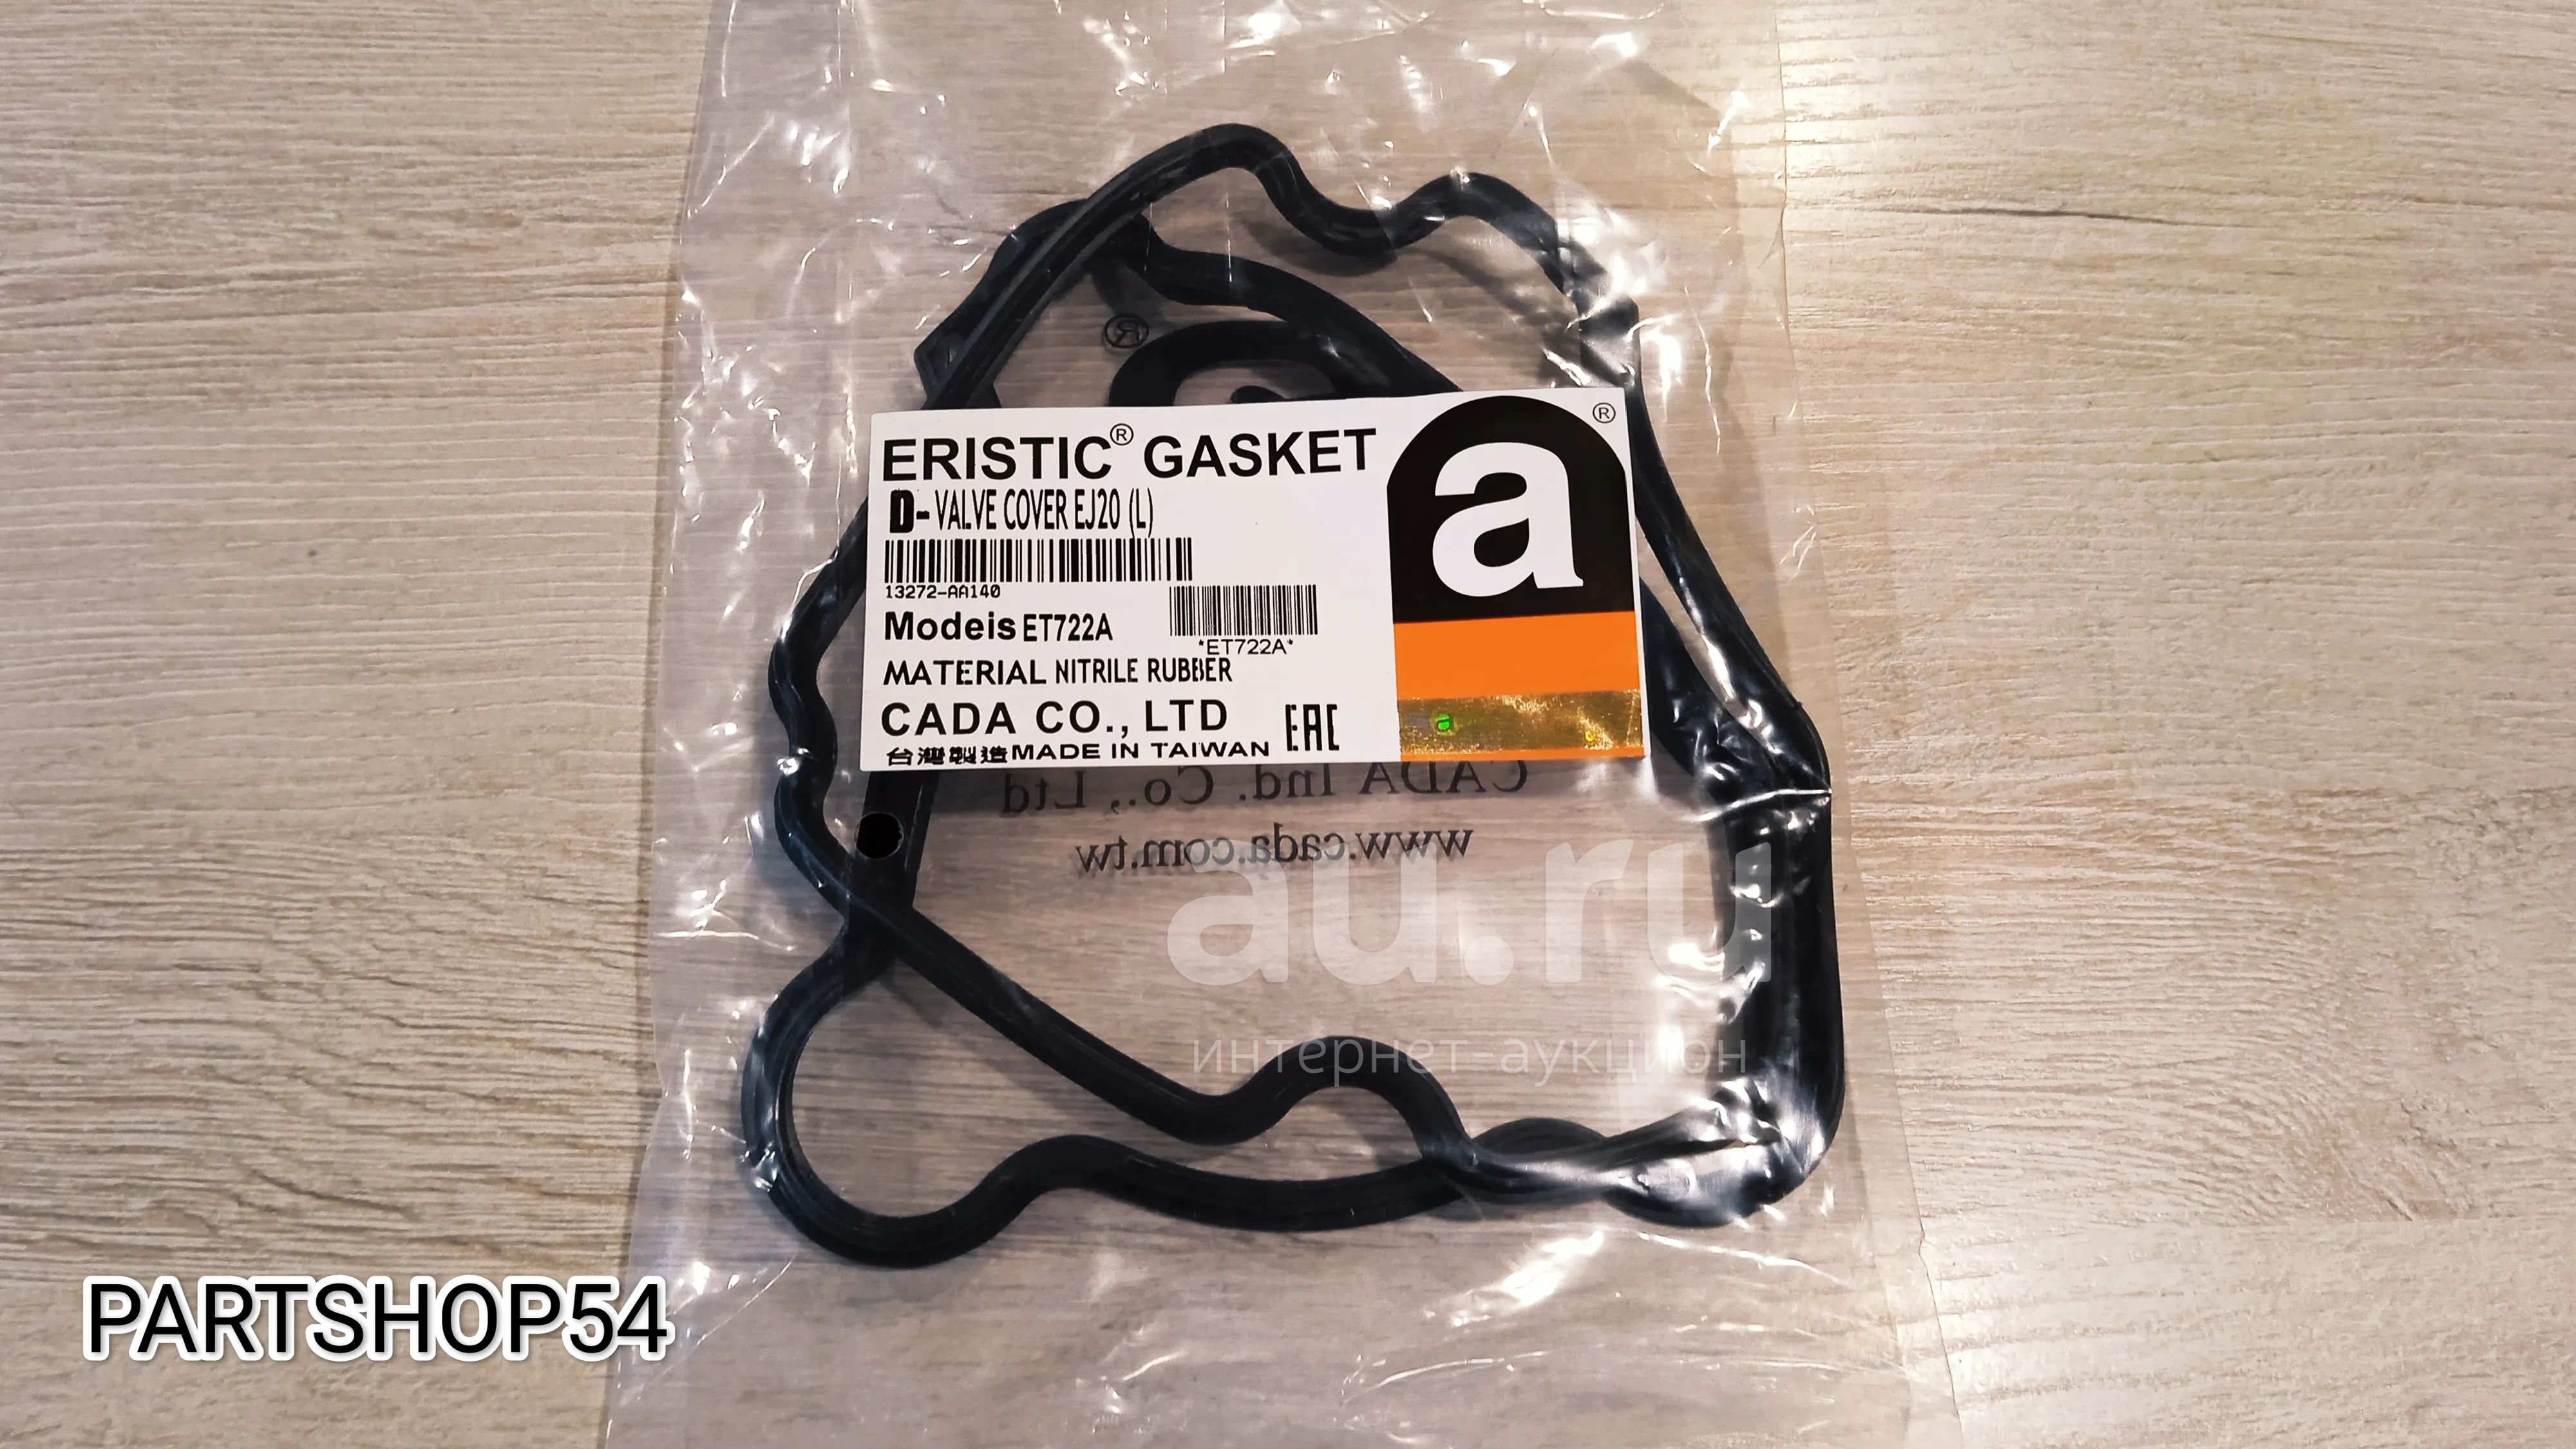 ®
ERISTIC® GASKET
a ®
D- VALVE COVER EJ20 (L)
13272-AA140
Modeis ET722A
*ET722A*
MATERIAL NITRILE RUBBER
CADA CO., LTD
EAC
a
台灣製造MADE IN TAIWAN
CADA Ind. Co., Ltd
www.cada.com.tw
au.ru
интернет-аукцион
PARTSHOP54